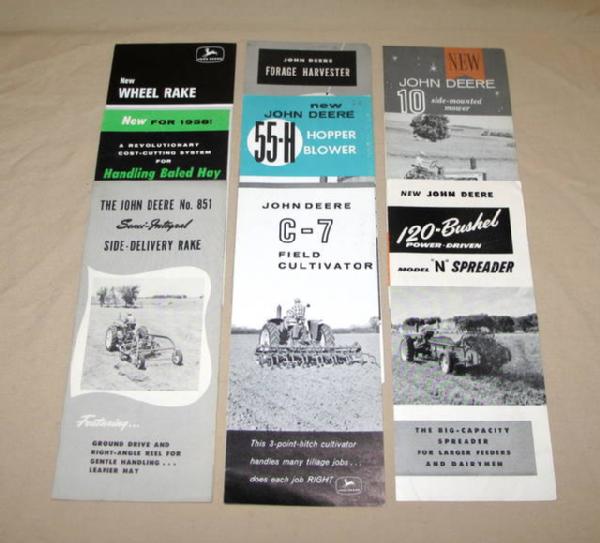 JOHN DEERE
New
WHEEL RAKE
New FOR 1958!
A REVOLUTIONARY
COST-CUTTING SYSTEM
FOR
Handling Baled Hay
THE JOHN DEERE No. 851
Semi-Integral
SIDE-DELIVERY RAKE
Featuring...
GROUND DRIVE AND
RIGHT-ANGLE REEL FOR
GENTLE HANDLING...
LEAFIER HAY
JOHN DEERE
FORAGE HARVESTER
new
JOHN DEERE
55-H HOPPER
BLOWER
JOHN DEERE
C-7
FIELD
CULTIVATOR
This 3-point-hitch cultivator
handles many tillage jobs...
does each job RIGHT!
JOHN DEERE
NEW
JOHN DEERE
10 side-mounted
mower
NEW JOHN DEERE
120-Bushel
POWER-DRIVEN
MODEL "N" SPREADER
THE BIG-CAPACITY
SPREADER
FOR LARGER FEEDERS
AND DAIRYMEN